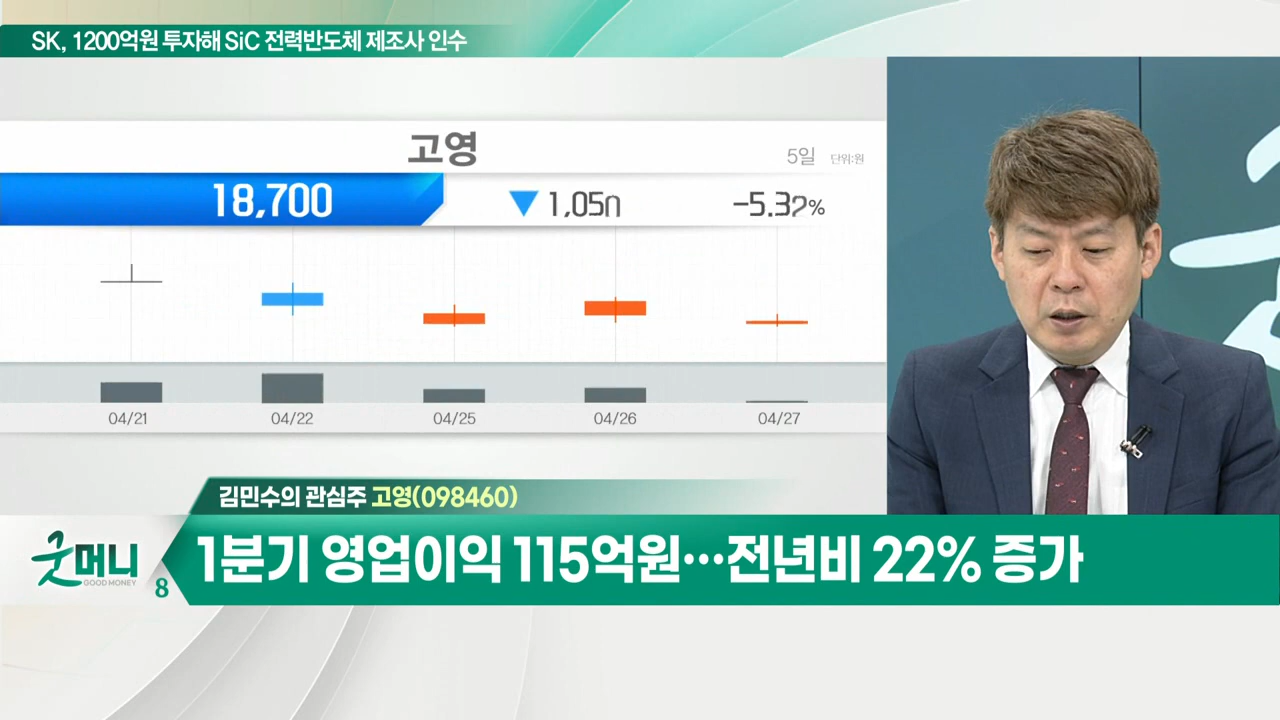 SK, 1200억원 투자해 SiC 전력반도체 제조사 인수
고영
5일 단위:원
18,700 ▼ 1,050 -5.32%
04/21 04/22 04/25 04/26 04/27
김민수의 관심주 고영(098460)
굿머니
GOOD MONEY
8
1분기 영업이익 115억원…전년비 22% 증가